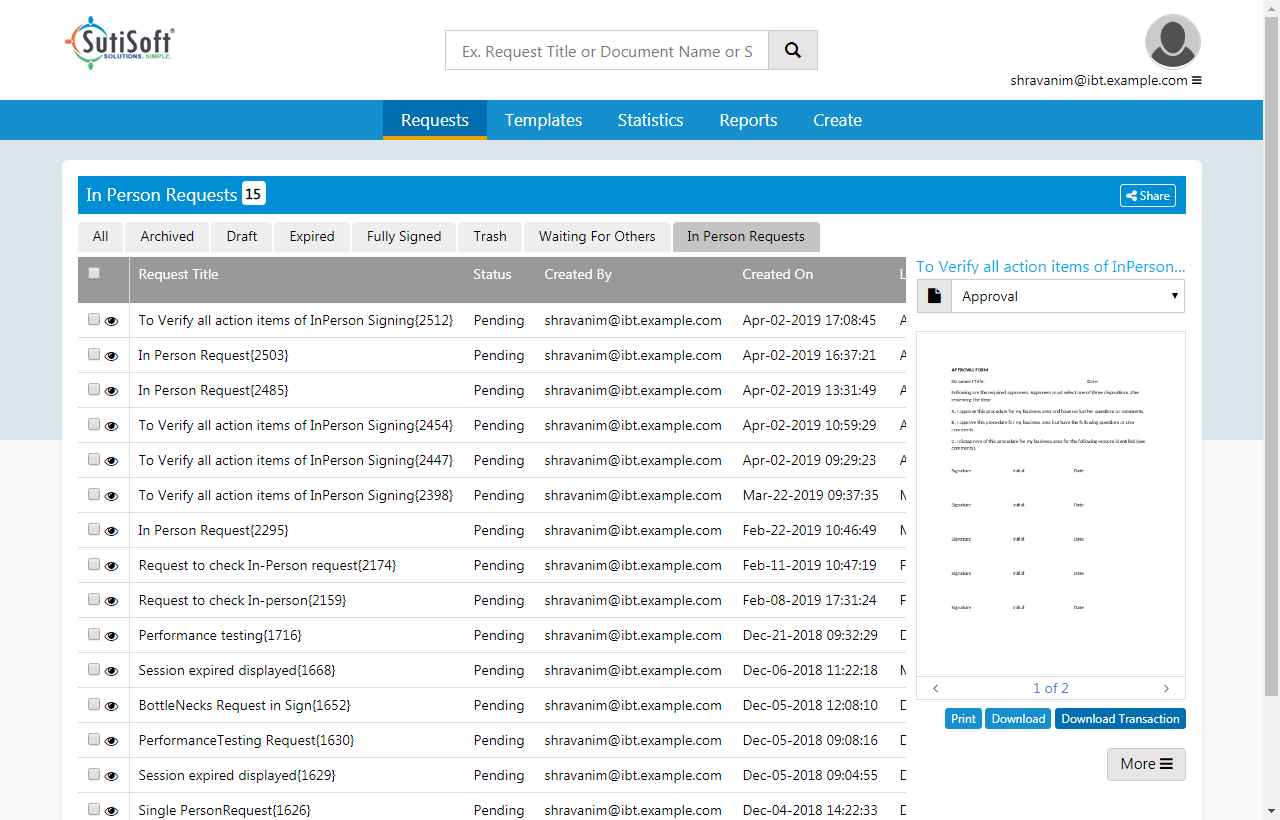 SutiSoft®
SOLUTIONS. SIMPLE.
Ex. Request Title or Document Name or S
shravanim@ibt.example.com
Requests Templates Statistics Reports Create
In Person Requests 15
Share
All Archived Draft Expired Fully Signed Trash Waiting For Others In Person Requests
Request Title Status Created By Created On L
To Verify all action items of InPerson Signing{2512} Pending shravanim@ibt.example.com Apr-02-2019 17:08:45 A
In Person Request{2503} Pending shravanim@ibt.example.com Apr-02-2019 16:37:21 A
In Person Request{2485} Pending shravanim@ibt.example.com Apr-02-2019 13:31:49 A
To Verify all action items of InPerson Signing{2454} Pending shravanim@ibt.example.com Apr-02-2019 10:59:29 A
To Verify all action items of InPerson Signing{2447} Pending shravanim@ibt.example.com Apr-02-2019 09:29:23 A
To Verify all action items of InPerson Signing{2398} Pending shravanim@ibt.example.com Mar-22-2019 09:37:35 M
In Person Request{2295} Pending shravanim@ibt.example.com Feb-22-2019 10:46:49 M
Request to check In-Person request{2174} Pending shravanim@ibt.example.com Feb-11-2019 10:47:19 F
Request to check In-person{2159} Pending shravanim@ibt.example.com Feb-08-2019 17:31:24 F
Performance testing{1716} Pending shravanim@ibt.example.com Dec-21-2018 09:32:29 D
Session expired displayed{1668} Pending shravanim@ibt.example.com Dec-06-2018 11:22:18 M
BottleNecks Request in Sign{1652} Pending shravanim@ibt.example.com Dec-05-2018 12:08:10 D
PerformanceTesting Request{1630} Pending shravanim@ibt.example.com Dec-05-2018 09:08:16 D
Session expired displayed{1629} Pending shravanim@ibt.example.com Dec-05-2018 09:04:55 D
Single PersonRequest{1626} Pending shravanim@ibt.example.com Dec-04-2018 14:22:33 D
To Verify all action items of InPerson...
Approval
APPROVAL FORM
Document Title: Date:
Following are the required approvers. Approvers must select one of three dispositions after
reviewing the item:
A. I approve this procedure for my business area and have no further questions or comments.
B. I approve this procedure for my business area but have the following questions and/or
comments.
C. I disapprove of this procedure for my business area for the following reasons identified (see
comments).
Signature Initial Date
Signature Initial Date
Signature Initial Date
Signature Initial Date
Signature Initial Date
1 of 2
Print Download Download Transaction
More